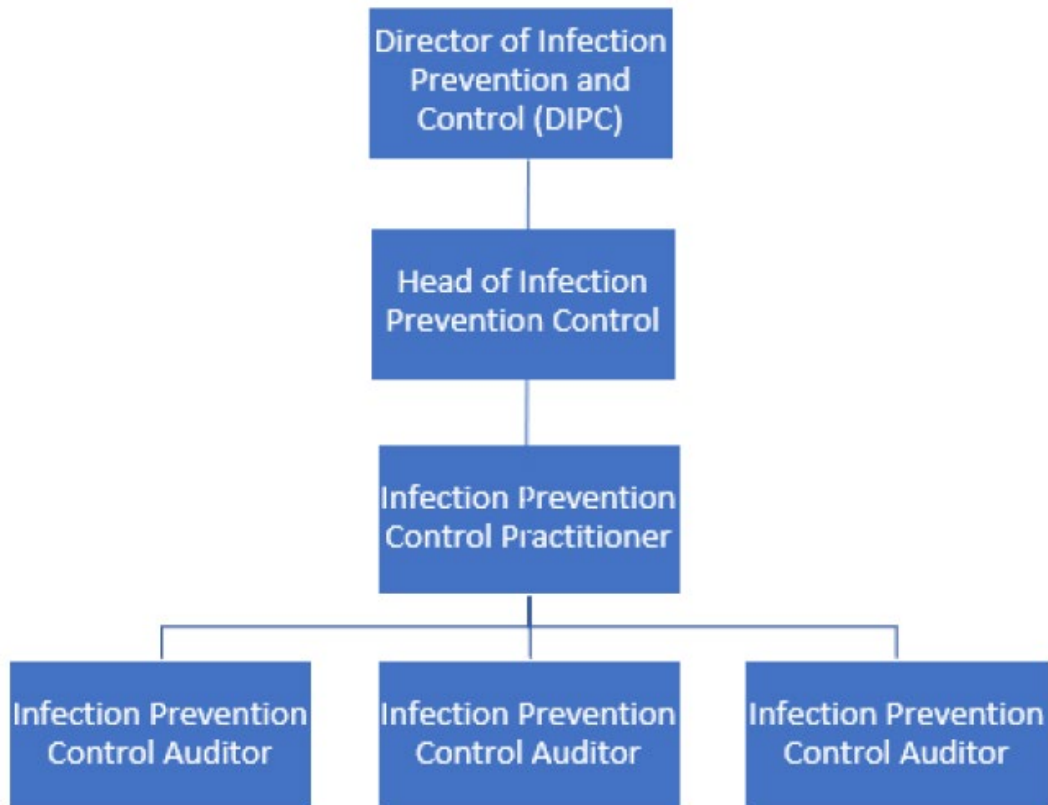 Director of Infection
Prevention and
Control (DIPC)
Head of Infection
Prevention Control
Infection Prevention
Control Practitioner
Infection Prevention
Control Auditor
Infection Prevention
Control Auditor
Infection Prevention
Control Auditor